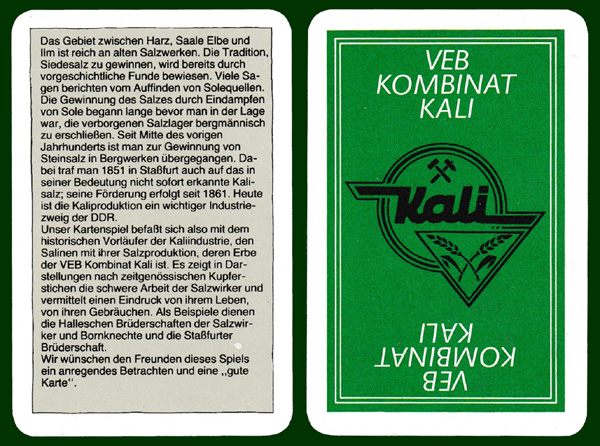 Das Gebiet zwischen Harz, Saale Elbe und
Ilm ist reich an alten Salzwerken. Die Tradition,
Siedesalz zu gewinnen, wird bereits durch
vorgeschichtliche Funde bewiesen. Viele Sa-
gen berichten vom Auffinden von Solequellen.
Die Gewinnung des Salzes durch Eindampfen
von Sole begann lange bevor man in der Lage
war, die verborgenen Salzlager bergmännisch
zu erschließen. Seit Mitte des vorigen
Jahrhunderts ist man zur Gewinnung von
Steinsalz in Bergwerken übergegangen. Da-
bei traf man 1851 in Staßfurt auch auf das in
seiner Bedeutung nicht sofort erkannte Kali-
salz; seine Förderung erfolgt seit 1861. Heute
ist die Kaliproduktion ein wichtiger Industrie-
zweig der DDR.
Unser Kartenspiel befaßt sich also mit dem
historischen Vorläufer der Kaliindustrie, den
Salinen mit ihrer Salzproduktion, deren Erbe
der VEB Kombinat Kali ist. Es zeigt in Dar-
stellungen nach zeitgenössischen Kupfer-
stichen die schwere Arbeit der Salzwirker und
vermittelt einen Eindruck von ihrem Leben,
von ihren Gebräuchen. Als Beispiele dienen
die Halleschen Brüderschaften der Salzwir-
ker und Bornknechte und die Staßfurter
Brüderschaft.
Wir wünschen den Freunden dieses Spiels
ein anregendes Betrachten und eine ,,gute
Karte".
VEB
KOMBINAT
KALI
Kali
VEB
KOMBINAT
KALI